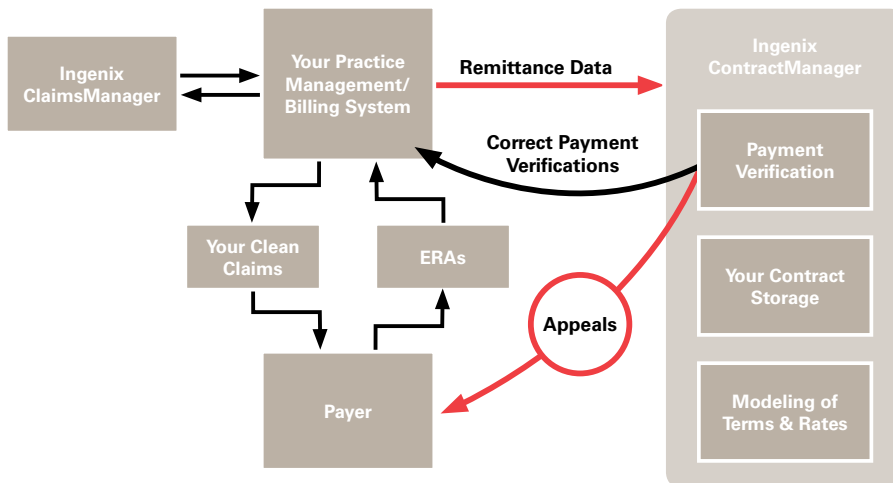 Ingenix
ClaimsManager
Your Practice
Management/
Billing System
Remittance Data
Ingenix
ContractManager
Correct Payment
Verifications
Payment
Verification
Your Clean
Claims
ERAs
Your Contract
Storage
Appeals
Payer
Modeling of
Terms & Rates